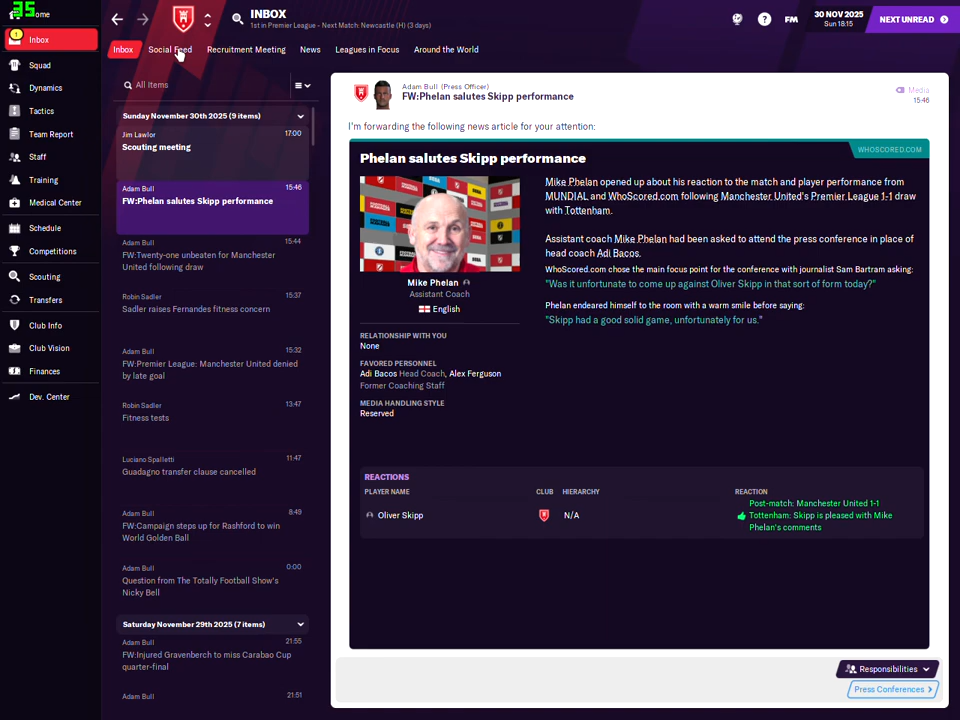 35
ome
1
Inbox
Squad
Dynamics
Tactics
Team Report
Staff
Training
Medical Center
Schedule
Competitions
Scouting
Transfers
Club Info
Club Vision
Finances
Dev. Center
INBOX
1st in Premier League - Next Match: Newcastle (H) (3 days)
?
FM
30 NOV 2025
Sun 18:15
NEXT UNREAD
Inbox
Social Feed
Recruitment Meeting
News
Leagues in Focus
Around the World
All Items
Sunday November 30th 2025 (9 items)
Jim Lawlor 17:00
Scouting meeting
Adam Bull 15:46
FW:Phelan salutes Skipp performance
Adam Bull 15:44
FW:Twenty-one unbeaten for Manchester
United following draw
Robin Sadler 15:37
Sadler raises Fernandes fitness concern
Adam Bull 15:32
FW:Premier League: Manchester United denied
by late goal
Robin Sadler 13:47
Fitness tests
Luciano Spalletti 11:47
Guadagno transfer clause cancelled
Adam Bull 8:49
FW:Campaign steps up for Rashford to win
World Golden Ball
Adam Bull 0:00
Question from The Totally Football Show's
Nicky Bell
Saturday November 29th 2025 (7 items)
Adam Bull 21:55
FW:Injured Gravenberch to miss Carabao Cup
quarter-final
Adam Bull 21:51
Adam Bull (Press Officer)
FW:Phelan salutes Skipp performance
Media
15:46
I'm forwarding the following news article for your attention:
WHOSCORED.COM
Phelan salutes Skipp performance
Mike Phelan
Assistant Coach
English
RELATIONSHIP WITH YOU
None
FAVORED PERSONNEL
Adi Bacos Head Coach, Alex Ferguson
Former Coaching Staff
MEDIA HANDLING STYLE
Reserved
Mike Phelan opened up about his reaction to the match and player performance from
MUNDIAL and WhoScored.com following Manchester United's Premier League 1-1 draw
with Tottenham.
Assistant coach Mike Phelan had been asked to attend the press conference in place of
head coach Adi Bacos.
WhoScored.com chose the main focus point for the conference with journalist Sam Bartram asking:
"Was it unfortunate to come up against Oliver Skipp in that sort of form today?"
Phelan endeared himself to the room with a warm smile before saying:
"Skipp had a good solid game, unfortunately for us."
REACTIONS
PLAYER NAME CLUB HIERARCHY REACTION
Oliver Skipp N/A
Post-match: Manchester United 1-1
Tottenham: Skipp is pleased with Mike
Phelan's comments
Responsibilities
Press Conferences